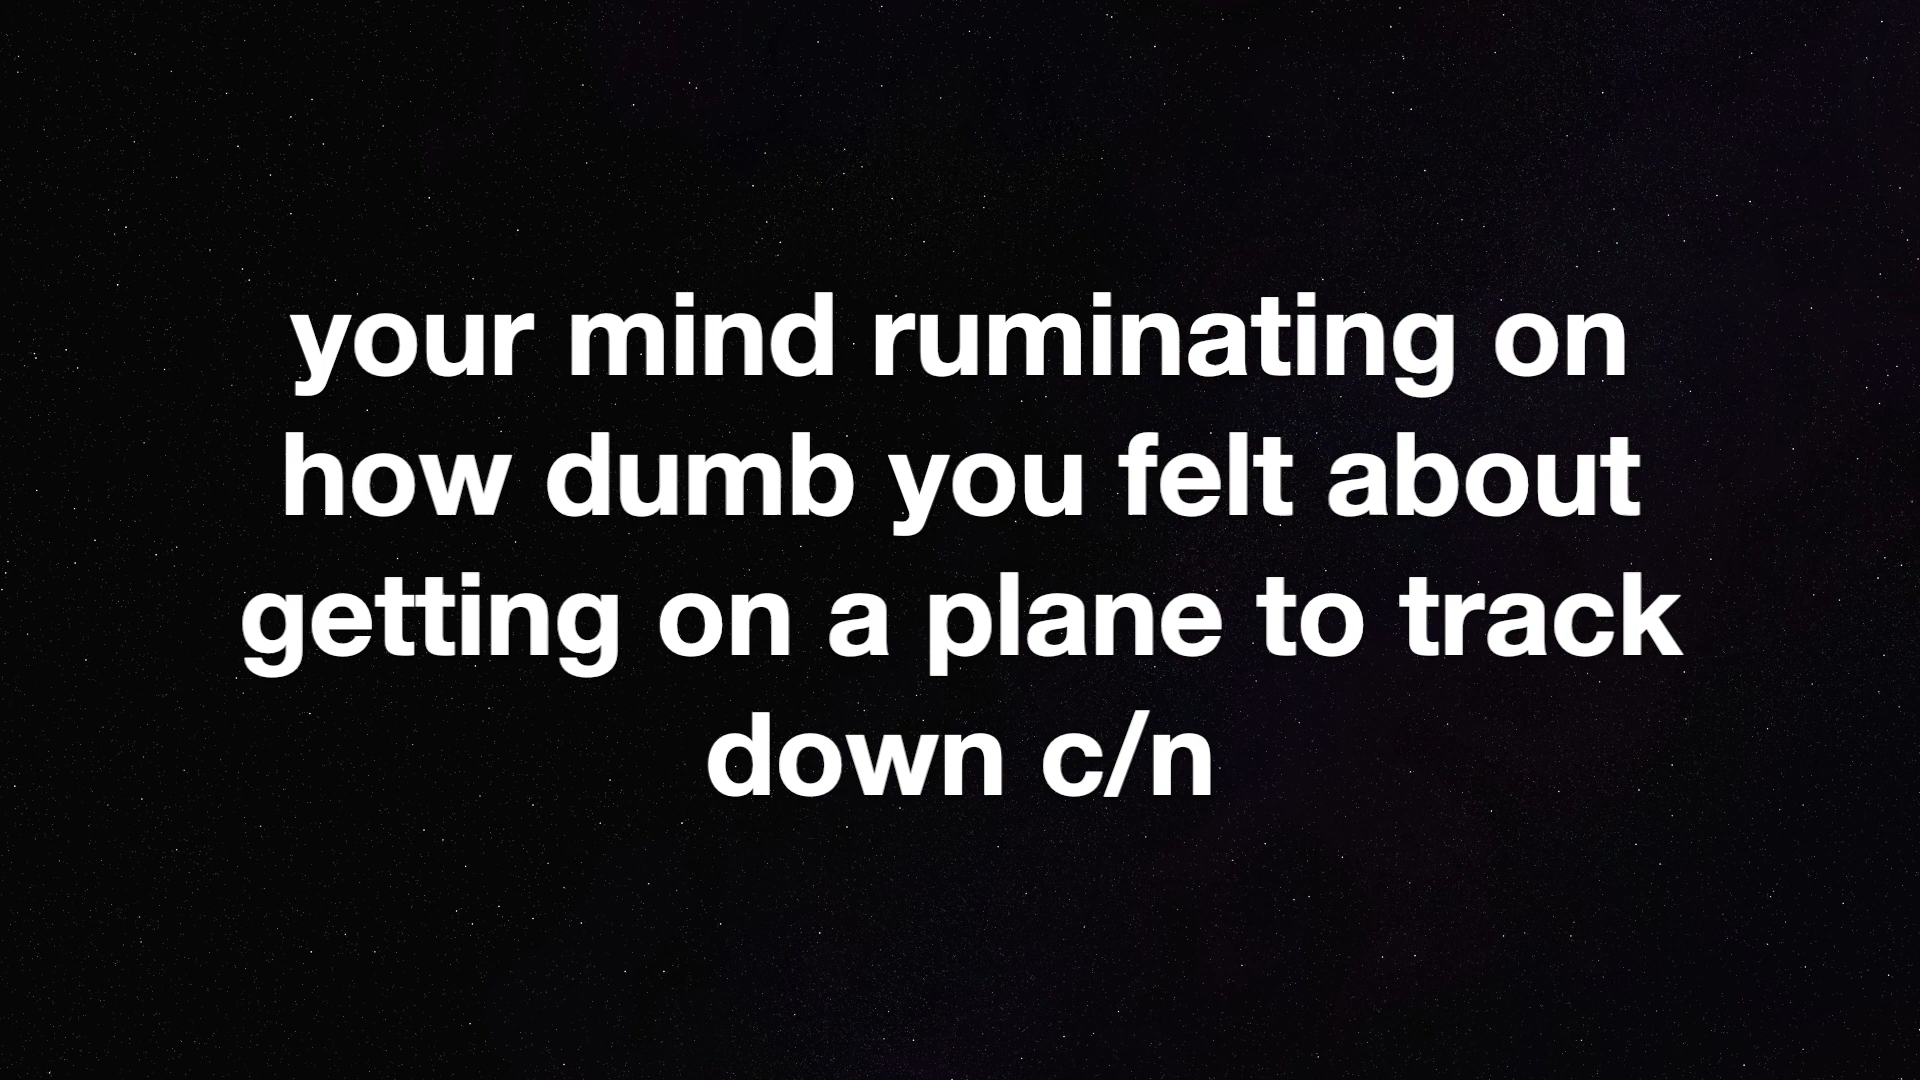 your mind ruminating on
how dumb you felt about
getting on a plane to track
down c/n